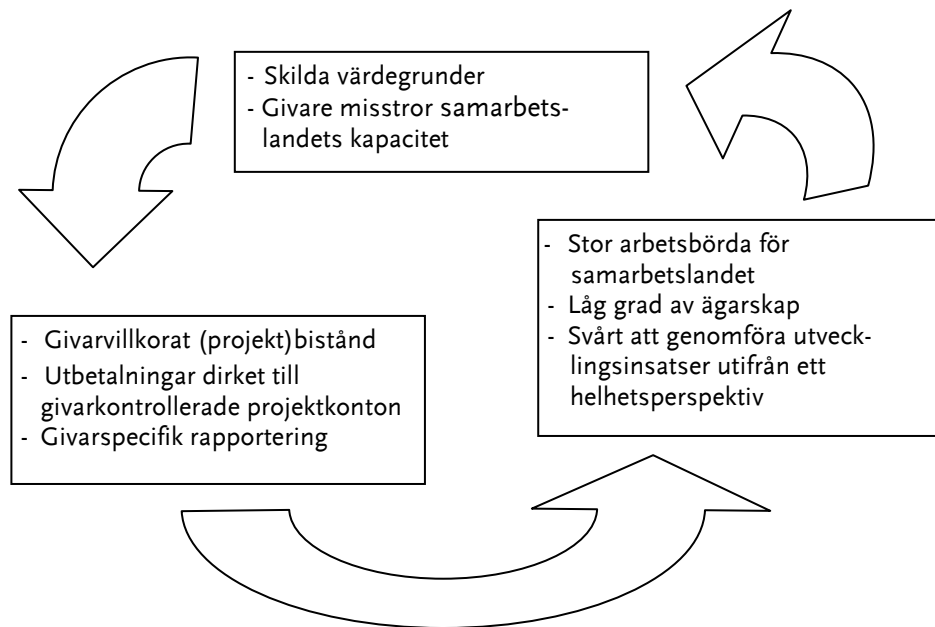 - Skilda värdegrunder
- Givare misstror samarbets-
landets kapacitet
- Givarvillkorat (projekt)bistånd
- Utbetalningar dirket till
givarkontrollerade projektkonton
- Givarspecifik rapportering
- Stor arbetsbörda för
samarbetslandet
- Låg grad av ägarskap
- Svårt att genomföra utveck-
lingsinsatser utifrån ett
helhetsperspektiv